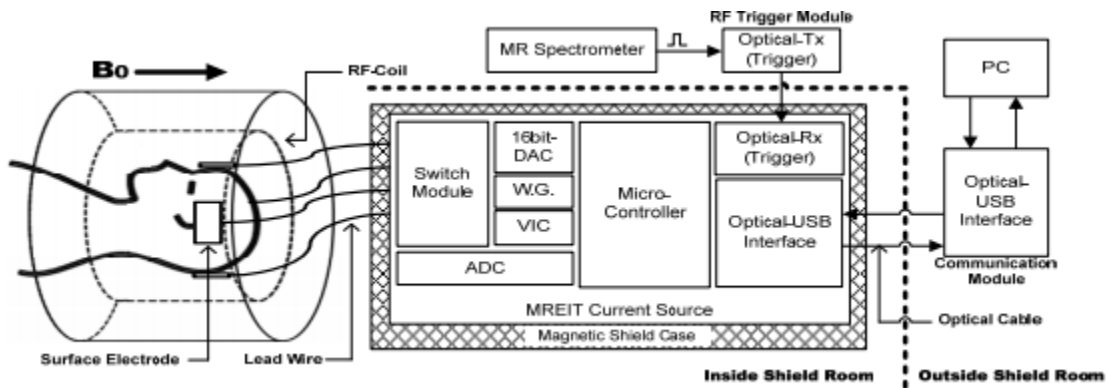 RF Trigger Module
MR Spectrometer
Optical-Tx
(Trigger)
PC
B0
RF-Coil
Switch
Module
16bit-
DAC
W.G.
VIC
ADC
Micro-
Controller
Optical-Rx
(Trigger)
Optical-USB
Interface
Optical-
USB
Interface
Communication
Module
MREIT Current Source
Magnetic Shield Case
Optical Cable
Surface Electrode
Lead Wire
Inside Shield Room
Outside Shield Room